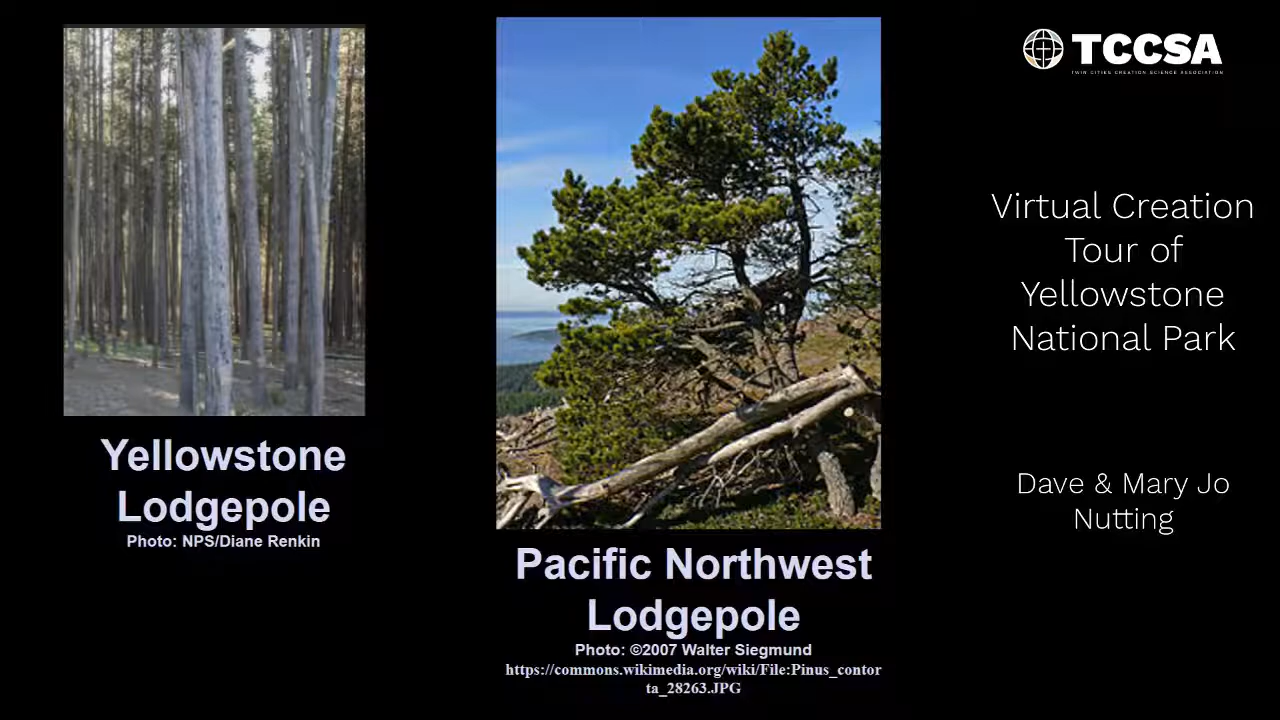 TCCSA
TWIN CITIES CREATION SCIENCE ASSOCIATION
Virtual Creation
Tour of
Yellowstone
National Park
Dave & Mary Jo
Nutting
Yellowstone
Lodgepole
Photo: NPS/Diane Renkin
Pacific Northwest
Lodgepole
Photo: ©2007 Walter Siegmund
https://commons.wikimedia.org/wiki/File:Pinus_contor
ta_28263.JPG